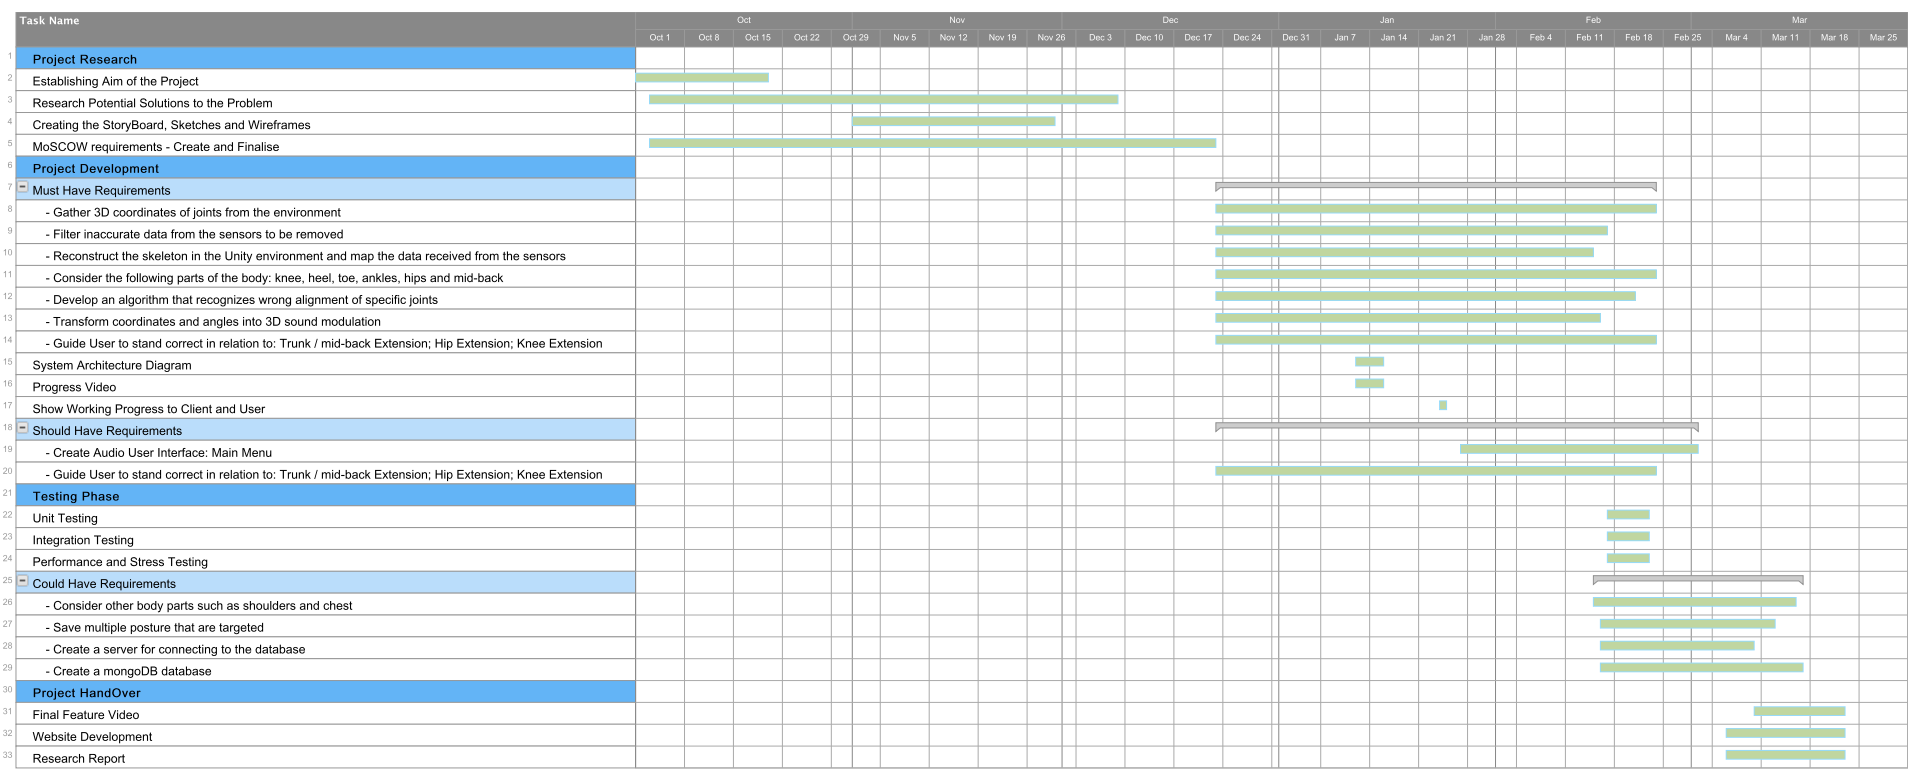 Task Name
Oct Nov Dec Jan Feb Mar
Oct 1 Oct 8 Oct 15 Oct 22 Oct 29 Nov 5 Nov 12 Nov 19 Nov 26 Dec 3 Dec 10 Dec 17 Dec 24 Dec 31 Jan 7 Jan 14 Jan 21 Jan 28 Feb 4 Feb 11 Feb 18 Feb 25 Mar 4 Mar 11 Mar 18 Mar 25
1 Project Research
2 Establishing Aim of the Project
3 Research Potential Solutions to the Problem
4 Creating the StoryBoard, Sketches and Wireframes
5 MoSCOW requirements - Create and Finalise
6 Project Development
7 Must Have Requirements
8 - Gather 3D coordinates of joints from the environment
9 - Filter inaccurate data from the sensors to be removed
10 - Reconstruct the skeleton in the Unity environment and map the data received from the sensors
11 - Consider the following parts of the body: knee, heel, toe, ankles, hips and mid-back
12 - Develop an algorithm that recognizes wrong alignment of specific joints
13 - Transform coordinates and angles into 3D sound modulation
14 - Guide User to stand correct in relation to: Trunk / mid-back Extension; Hip Extension; Knee Extension
15 System Architecture Diagram
16 Progress Video
17 Show Working Progress to Client and User
18 Should Have Requirements
19 - Create Audio User Interface: Main Menu
20 - Guide User to stand correct in relation to: Trunk / mid-back Extension; Hip Extension; Knee Extension
21 Testing Phase
22 Unit Testing
23 Integration Testing
24 Performance and Stress Testing
25 Could Have Requirements
26 - Consider other body parts such as shoulders and chest
27 - Save multiple posture that are targeted
28 - Create a server for connecting to the database
29 - Create a mongoDB database
30 Project HandOver
31 Final Feature Video
32 Website Development
33 Research Report